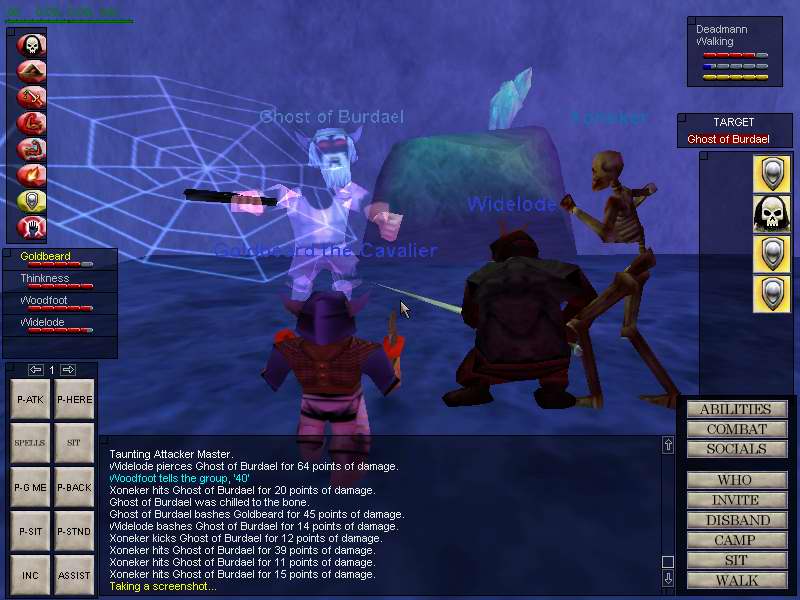 Deadmann
Walking
TARGET
Ghost of Burdael
Ghost of Burdael
Xoneker
Widelode
Goldbeard the Cavalier
Goldbeard
Thinkness
Woodfoot
Widelode
1
P-ATK
P-HERE
SPELLS
SIT
P-G ME
P-BACK
P-SIT
P-STND
INC
ASSIST
Taunting Attacker Master.
Widelode pierces Ghost of Burdael for 64 points of damage.
Woodfoot tells the group, '40'
Xoneker hits Ghost of Burdael for 20 points of damage.
Ghost of Burdael was chilled to the bone.
Ghost of Burdael bashes Goldbeard for 45 points of damage.
Widelode bashes Ghost of Burdael for 14 points of damage.
Xoneker kicks Ghost of Burdael for 12 points of damage.
Xoneker hits Ghost of Burdael for 39 points of damage.
Xoneker hits Ghost of Burdael for 11 points of damage.
Xoneker hits Ghost of Burdael for 15 points of damage.
Taking a screenshot...
ABILITIES
COMBAT
SOCIALS
WHO
INVITE
DISBAND
CAMP
SIT
WALK